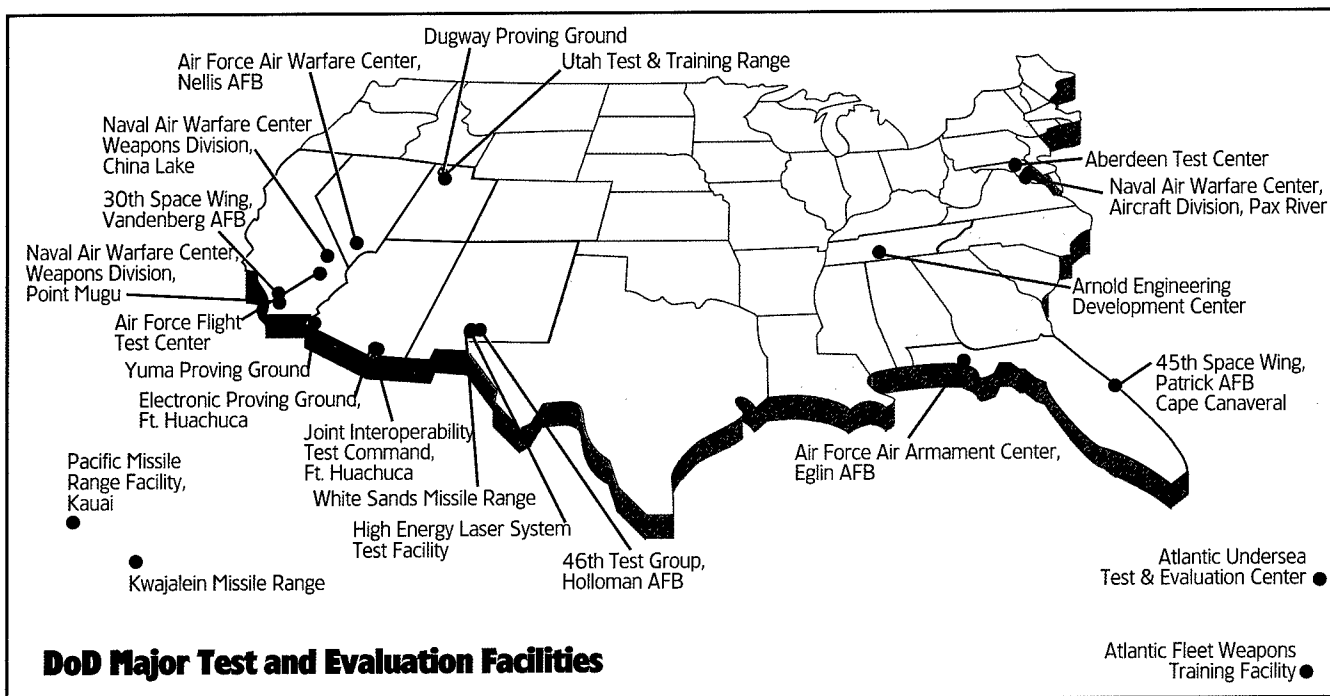 Dugway Proving Ground
Utah Test & Training Range
Air Force Air Warfare Center,
Nellis AFB
Naval Air Warfare Center
Weapons Division,
China Lake
30th Space Wing,
Vandenberg AFB
Naval Air Warfare Center,
Weapons Division,
Point Mugu
Air Force Flight
Test Center
Yuma Proving Ground
Electronic Proving Ground,
Ft. Huachuca
Joint Interoperability
Test Command,
Ft. Huachuca
White Sands Missile Range
High Energy Laser System
Test Facility
46th Test Group,
Holloman AFB
Air Force Air Armament Center,
Eglin AFB
45th Space Wing,
Patrick AFB
Cape Canaveral
Arnold Engineering
Development Center
Aberdeen Test Center
Naval Air Warfare Center,
Aircraft Division, Pax River
Pacific Missile
Range Facility,
Kauai
Kwajalein Missile Range
Atlantic Undersea
Test & Evaluation Center
Atlantic Fleet Weapons
Training Facility
DoD Major Test and Evaluation Facilities